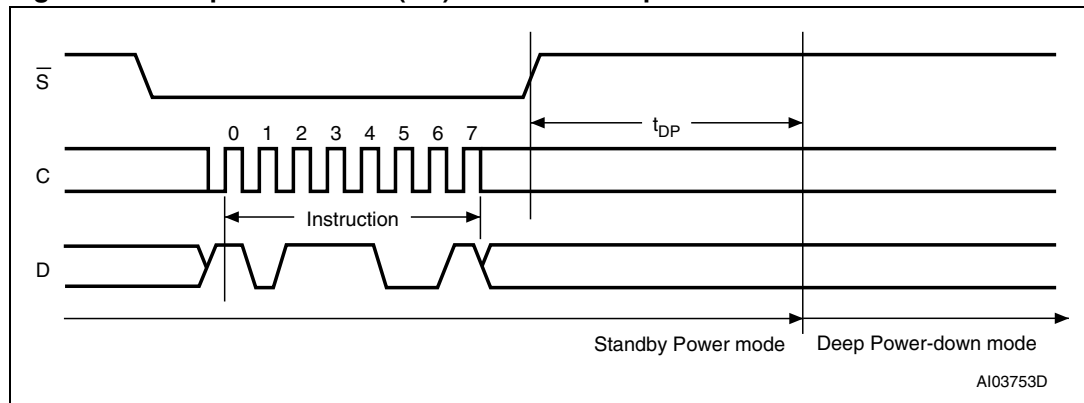 S
0 1 2 3 4 5 6 7
tDP
C
Instruction
D
Standby Power mode
Deep Power-down mode
AI03753D